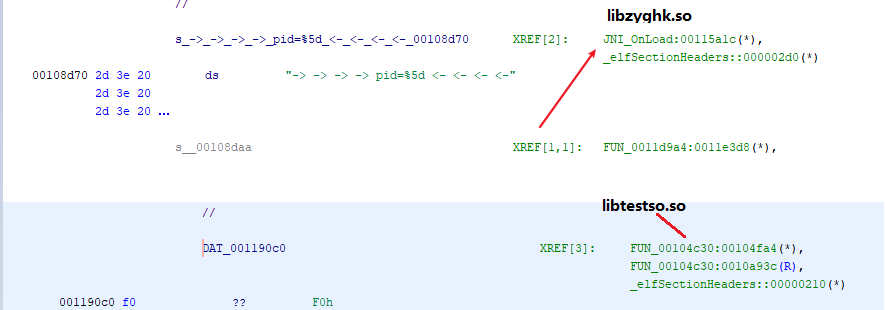 //
libzyghk.so
s_->_->_->_->_pid=%5d_<-_<-_<-_<-_00108d70 XREF[2]: JNI_OnLoad:00115a1c(*),
_elfSectionHeaders::000002d0(*)
00108d70 2d 3e 20 ds "-> -> -> -> pid=%5d <- <- <- <-"
2d 3e 20
2d 3e 20 ...
s__00108daa XREF[1,1]: FUN_0011d9a4:0011e3d8(*),
libtestso.so
//
DAT_001190c0 XREF[3]: FUN_00104c30:00104fa4(*),
FUN_00104c30:0010a93c(R),
_elfSectionHeaders::00000210(*)
001190c0 f0 ?? F0h